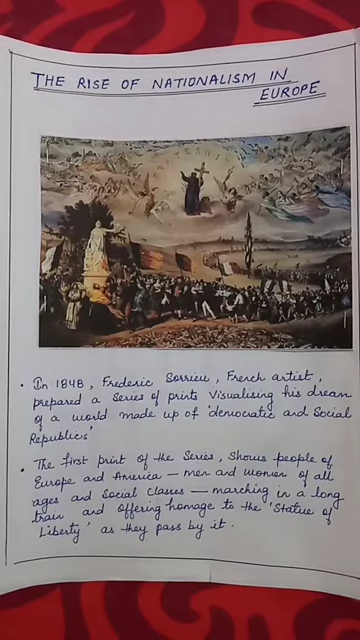 THE RISE OF NATIONALISM IN
EUROPE
• In 1848, Frederic Sorrieu, French artist,
prepared a Series of prints Visualising his dream
of a world made up of 'democratic and Social
Republics'
• The first print of the Series, Shows people of
Europe and America — men and women of all
ages and Social Classes — marching in a long
train and offering homage to the 'Statue of
Liberty' as they pass by it.